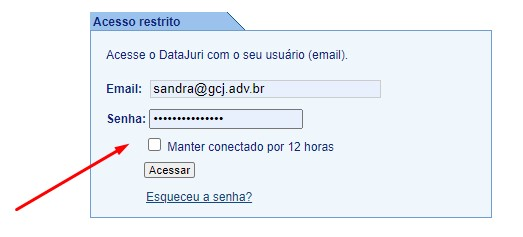 Acesso restrito
Acesse o DataJuri com o seu usuário (email).
Email: sandra@gcj.adv.br
Senha: •••••••••••••••
Manter conectado por 12 horas
Acessar
Esqueceu a senha?